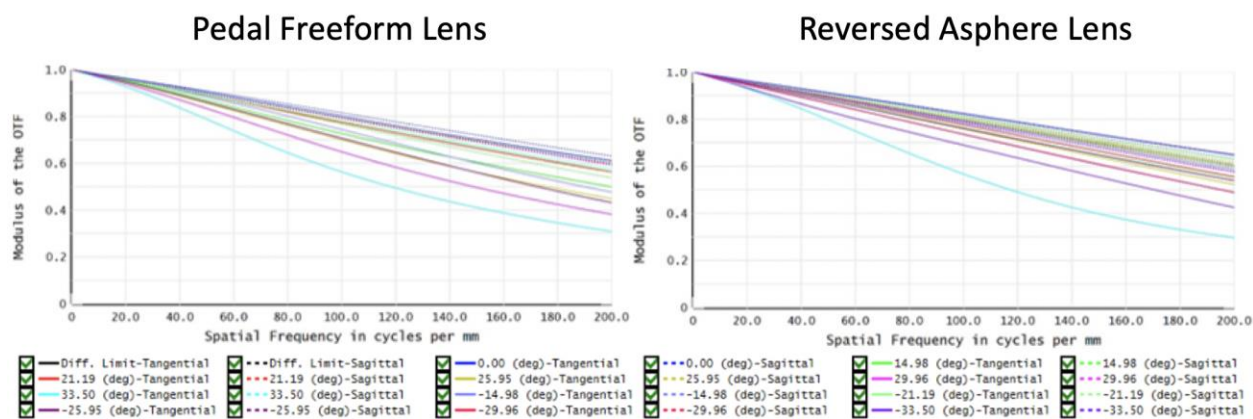 Pedal Freeform Lens
Reversed Asphere Lens
1.0
0.8
0.6
0.4
0.2
0
Modulus of the OTF
0 20.0 40.0 60.0 80.0 100.0 120.0 140.0 160.0 180.0 200.0
Spatial Frequency in cycles per mm
1.0
0.8
0.6
0.4
0.2
0
Modulus of the OTF
0 20.0 40.0 60.0 80.0 100.0 120.0 140.0 160.0 180.0 200.0
Spatial Frequency in cycles per mm
Diff. Limit-Tangential Diff. Limit-Sagittal 0.00 (deg)-Tangential 0.00 (deg)-Sagittal 14.98 (deg)-Tangential 14.98 (deg)-Sagittal
21.19 (deg)-Tangential 21.19 (deg)-Sagittal 25.95 (deg)-Tangential 25.95 (deg)-Sagittal 29.96 (deg)-Tangential 29.96 (deg)-Sagittal
33.50 (deg)-Tangential 33.50 (deg)-Sagittal -14.98 (deg)-Tangential -14.98 (deg)-Sagittal -21.19 (deg)-Tangential -21.19 (deg)-Sagittal
-25.95 (deg)-Tangential -25.95 (deg)-Sagittal -29.96 (deg)-Tangential -29.96 (deg)-Sagittal -33.50 (deg)-Tangential -33.50 (deg)-Sagittal